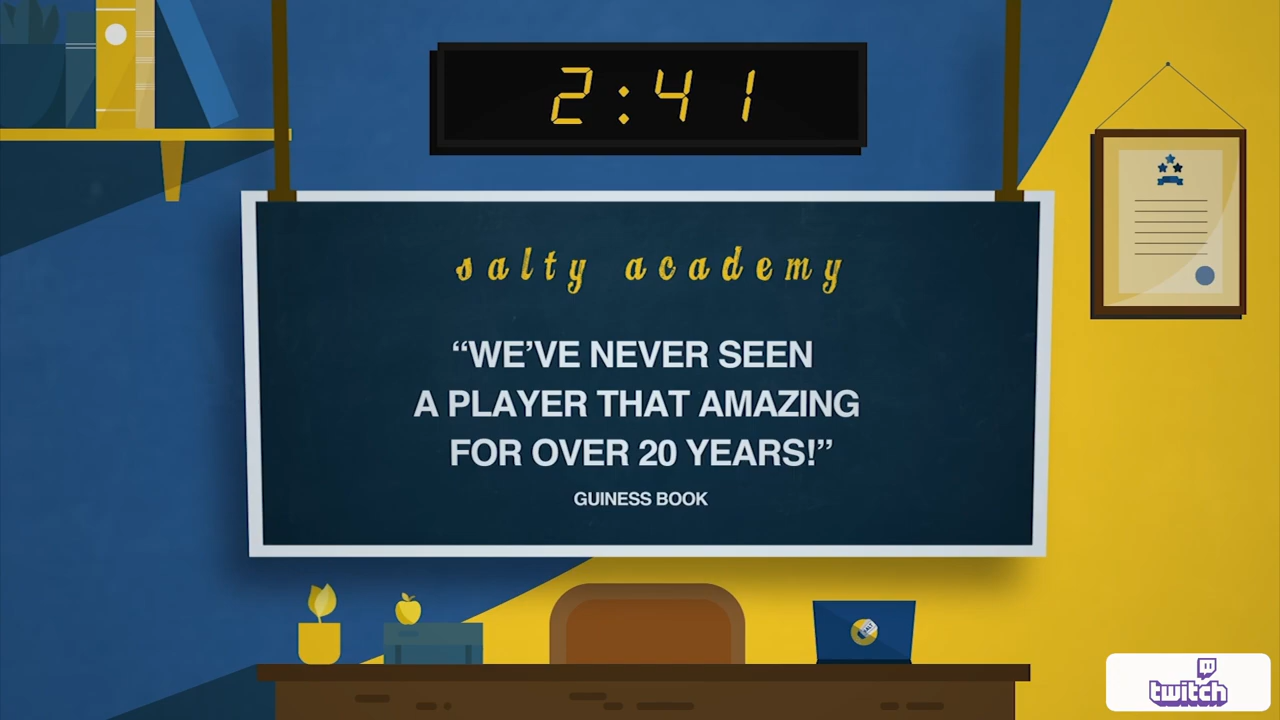 2:41
salty academy
“WE’VE NEVER SEEN
A PLAYER THAT AMAZING
FOR OVER 20 YEARS!”
GUINESS BOOK
twitch